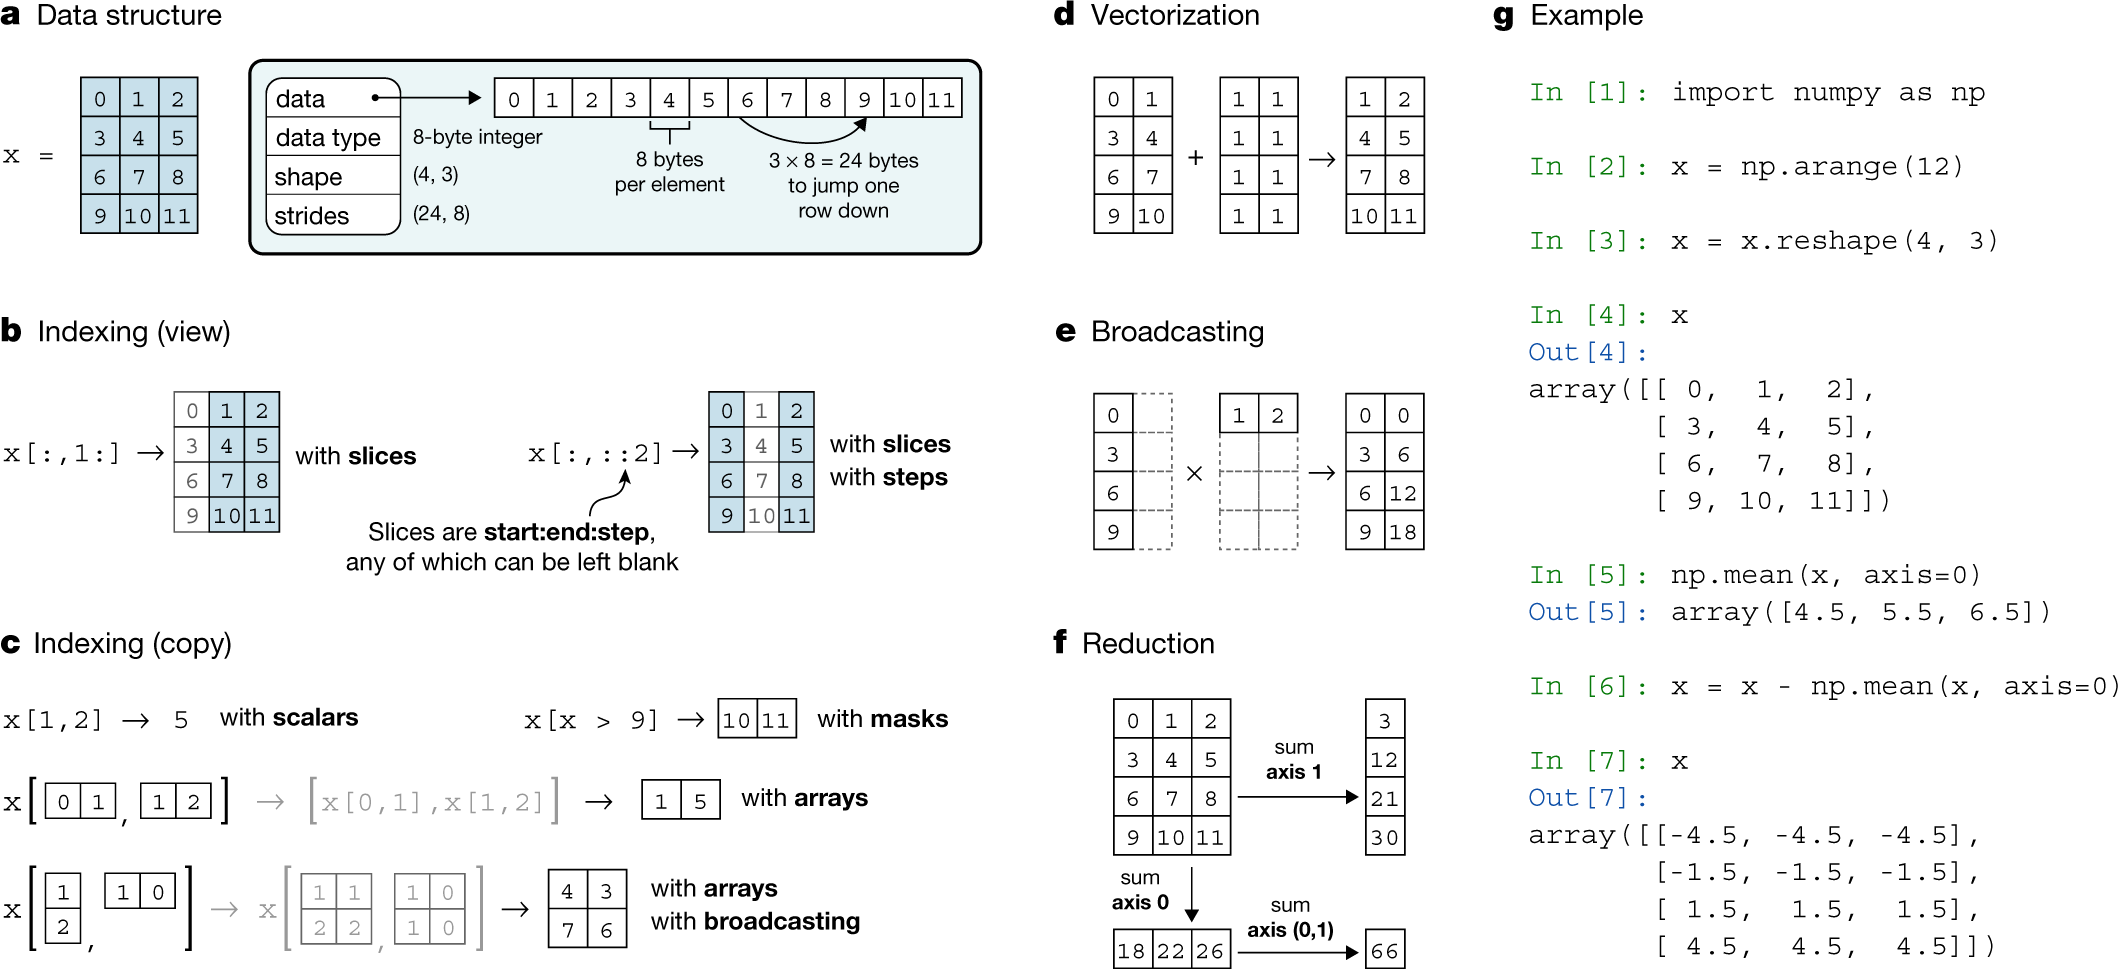 a Data structure
x =
0 1 2
3 4 5
6 7 8
9 10 11
data
data type
shape
strides
8-byte integer
(4, 3)
(24, 8)
0 1 2 3 4 5 6 7 8 9 10 11
8 bytes
per element
3 × 8 = 24 bytes
to jump one
row down
b Indexing (view)
x[:,1:] →
0 1 2
3 4 5
6 7 8
9 10 11
with slices
x[:,::2] →
0 1 2
3 4 5
6 7 8
9 10 11
with slices
with steps
Slices are start:end:step,
any of which can be left blank
c Indexing (copy)
x[1,2] → 5 with scalars
x[x > 9] → 10 11 with masks
x[ 0 1 , 1 2 ] → [x[0,1],x[1,2]] → 1 5 with arrays
x[ 1 , 1 0 ] → x[ 1 1 , 1 0 ] → 4 3 with arrays
2 2 2 1 0 7 6 with broadcasting
d Vectorization
0 1 1 1 1 2
3 4 1 1 4 5
+ →
6 7 1 1 7 8
9 10 1 1 10 11
e Broadcasting
0 1 2 0 0
3 3 6
× →
6 6 12
9 9 18
f Reduction
0 1 2 3
3 4 5 12
6 7 8 21
9 10 11 30
sum
axis 1
sum
axis 0
sum
axis (0,1)
18 22 26 66
g Example
In [1]: import numpy as np
In [2]: x = np.arange(12)
In [3]: x = x.reshape(4, 3)
In [4]: x
Out[4]:
array([[ 0, 1, 2],
[ 3, 4, 5],
[ 6, 7, 8],
[ 9, 10, 11]])
In [5]: np.mean(x, axis=0)
Out[5]: array([4.5, 5.5, 6.5])
In [6]: x = x - np.mean(x, axis=0)
In [7]: x
Out[7]:
array([[-4.5, -4.5, -4.5],
[-1.5, -1.5, -1.5],
[ 1.5, 1.5, 1.5],
[ 4.5, 4.5, 4.5]])